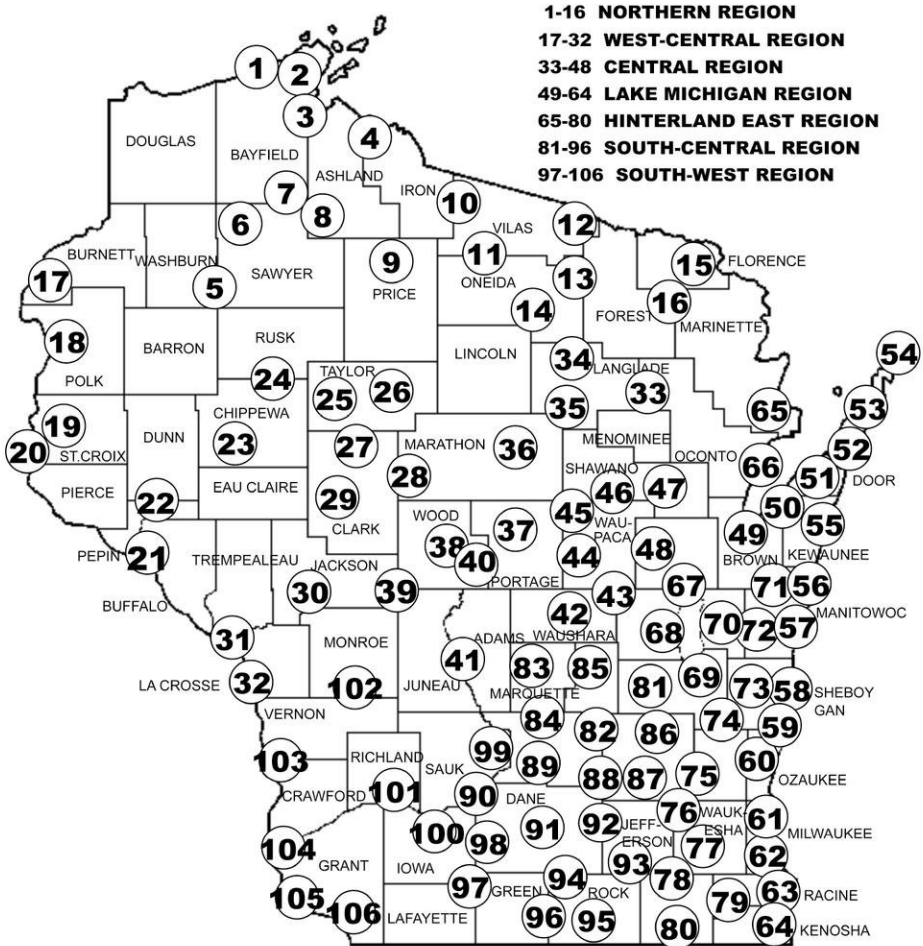 1-16 NORTHERN REGION
17-32 WEST-CENTRAL REGION
33-48 CENTRAL REGION
49-64 LAKE MICHIGAN REGION
65-80 HINTERLAND EAST REGION
81-96 SOUTH-CENTRAL REGION
97-106 SOUTH-WEST REGION
1
2
3
4
DOUGLAS
BAYFIELD
ASHLAND
7
8
IRON
10
6
VILAS
12
BURNETT
WASHBURN
SAWYER
9
11
15
FLORENCE
17
5
PRICE
ONEIDA
13
16
14
FOREST
MARINETTE
18
BARRON
RUSK
LINCOLN
34
54
POLK
24
TAYLOR
LANGLADE
25
26
33
53
19
DUNN
CHIPPEWA
35
65
20
ST.CROIX
23
27
MARATHON
36
MENOMINEE
52
OCONTO
28
SHAWANO
66
51
DOOR
PIERCE
EAU CLAIRE
46
47
22
29
CLARK
WOOD
45
50
37
WAU-
PACA
49
55
PEPIN
21
TREMPEALEAU
38
40
44
48
BROWN
KEWAUNEE
JACKSON
PORTAGE
BUFFALO
30
39
43
67
71
56
42
70
MANITOWOC
31
MONROE
ADAMS
WAUSHARA
68
72
57
41
83
85
LA CROSSE
32
102
JUNEAU
MARQUETTE
81
69
73
58
SHEBOY
GAN
VERNON
84
82
86
74
59
103
RICHLAND
SAUK
99
89
88
87
75
60
OZAUKEE
CRAWFORD
101
90
DANE
76
WAUK-
ESHA
61
100
98
91
92
JEFF-
ERSON
77
MILWAUKEE
104
GRANT
IOWA
93
62
105
97
GREEN
94
ROCK
78
79
63
RACINE
106
LAFAYETTE
96
95
80
64
KENOSHA